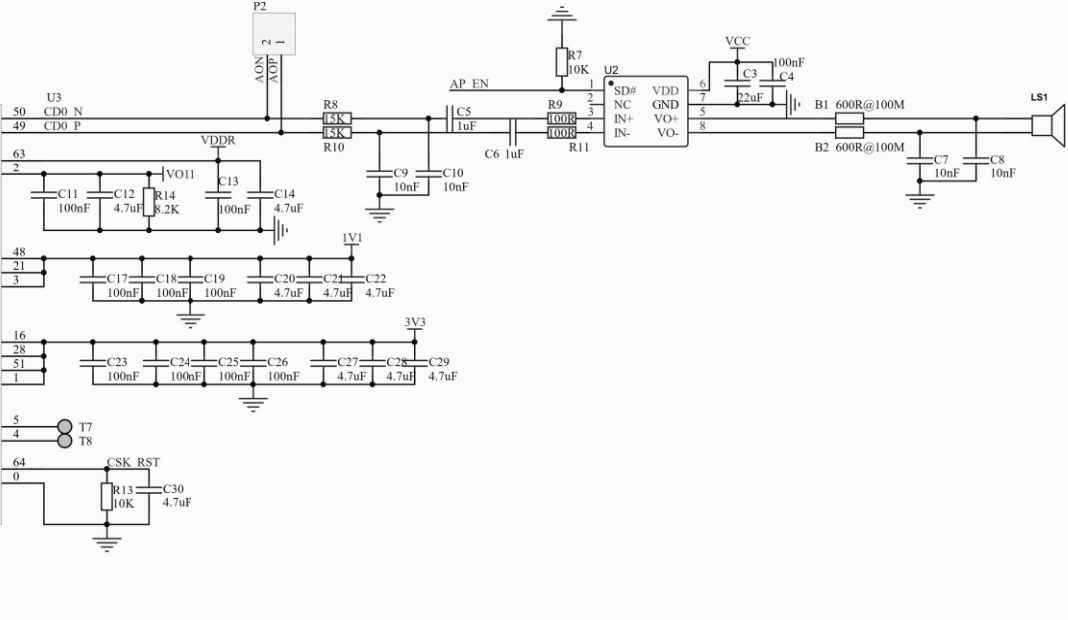 P2
2 1
AON
AOP
R7
10K
AP_EN
U2
VCC
100nF
C3
C4
22uF
1 SD# VDD 6
2 NC GND 7
3 IN+ VO+ 5
4 IN- VO- 8
U3
50 CD0_N
49 CD0_P
R8
15K
15K
R10
C5
1uF
C6 1uF
R9
100R
100R
R11
B1 600R@100M
B2 600R@100M
LS1
C7
10nF
C8
10nF
C9
10nF
C10
10nF
63
2
VDDR
VO11
C11
100nF
C12
4.7uF
R14
8.2K
C13
100nF
C14
4.7uF
1V1
48
21
3
C17
100nF
C18
100nF
C19
100nF
C20
4.7uF
C21
4.7uF
C22
4.7uF
3V3
16
28
51
1
C23
100nF
C24
100nF
C25
100nF
C26
100nF
C27
4.7uF
C28
4.7uF
C29
4.7uF
5 T7
4 T8
64 CSK_RST
0
R13
10K
C30
4.7uF